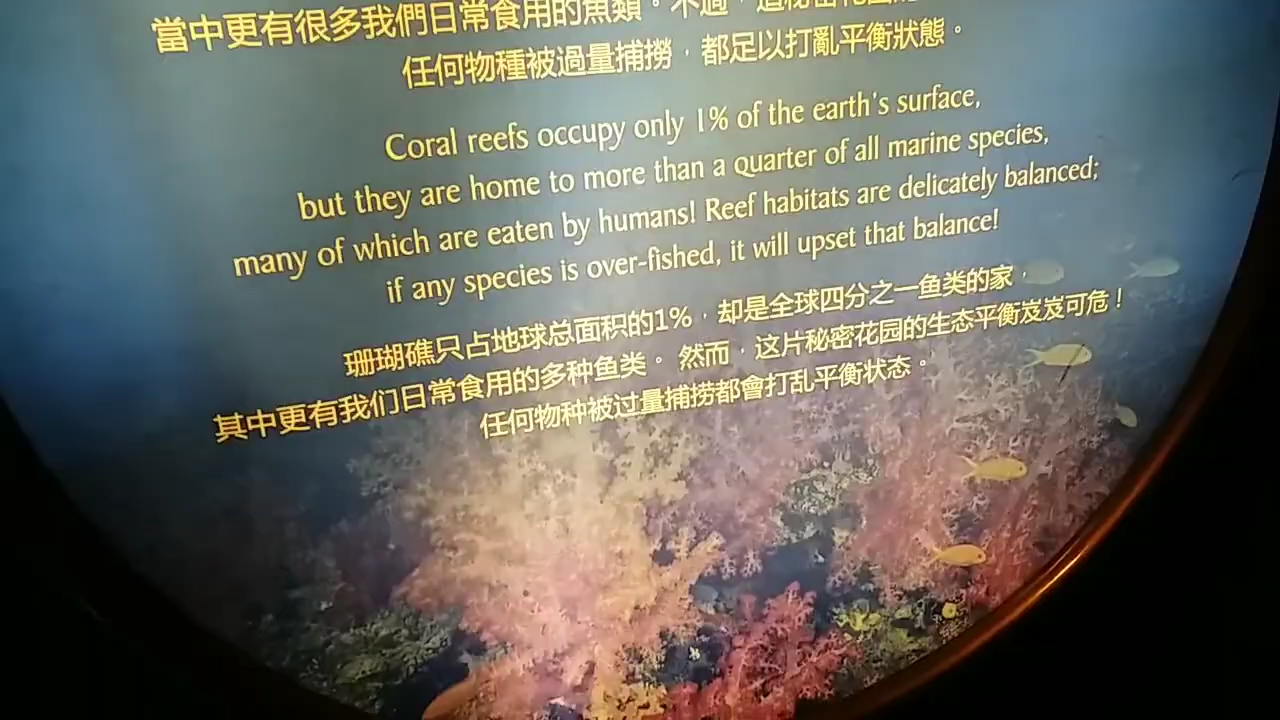 當中更有很多我們日常食用的魚類。不過，這秘密花園
任何物種被過量捕撈，都足以打亂平衡狀態。
Coral reefs occupy only 1% of the earth's surface,
but they are home to more than a quarter of all marine species,
many of which are eaten by humans! Reef habitats are delicately balanced;
if any species is over-fished, it will upset that balance!
珊瑚礁只占地球总面积的1%，却是全球四分之一鱼类的家，
其中更有我们日常食用的多种鱼类。然而，这片秘密花园的生态平衡岌岌可危！
任何物种被过量捕捞都會打乱平衡状态。